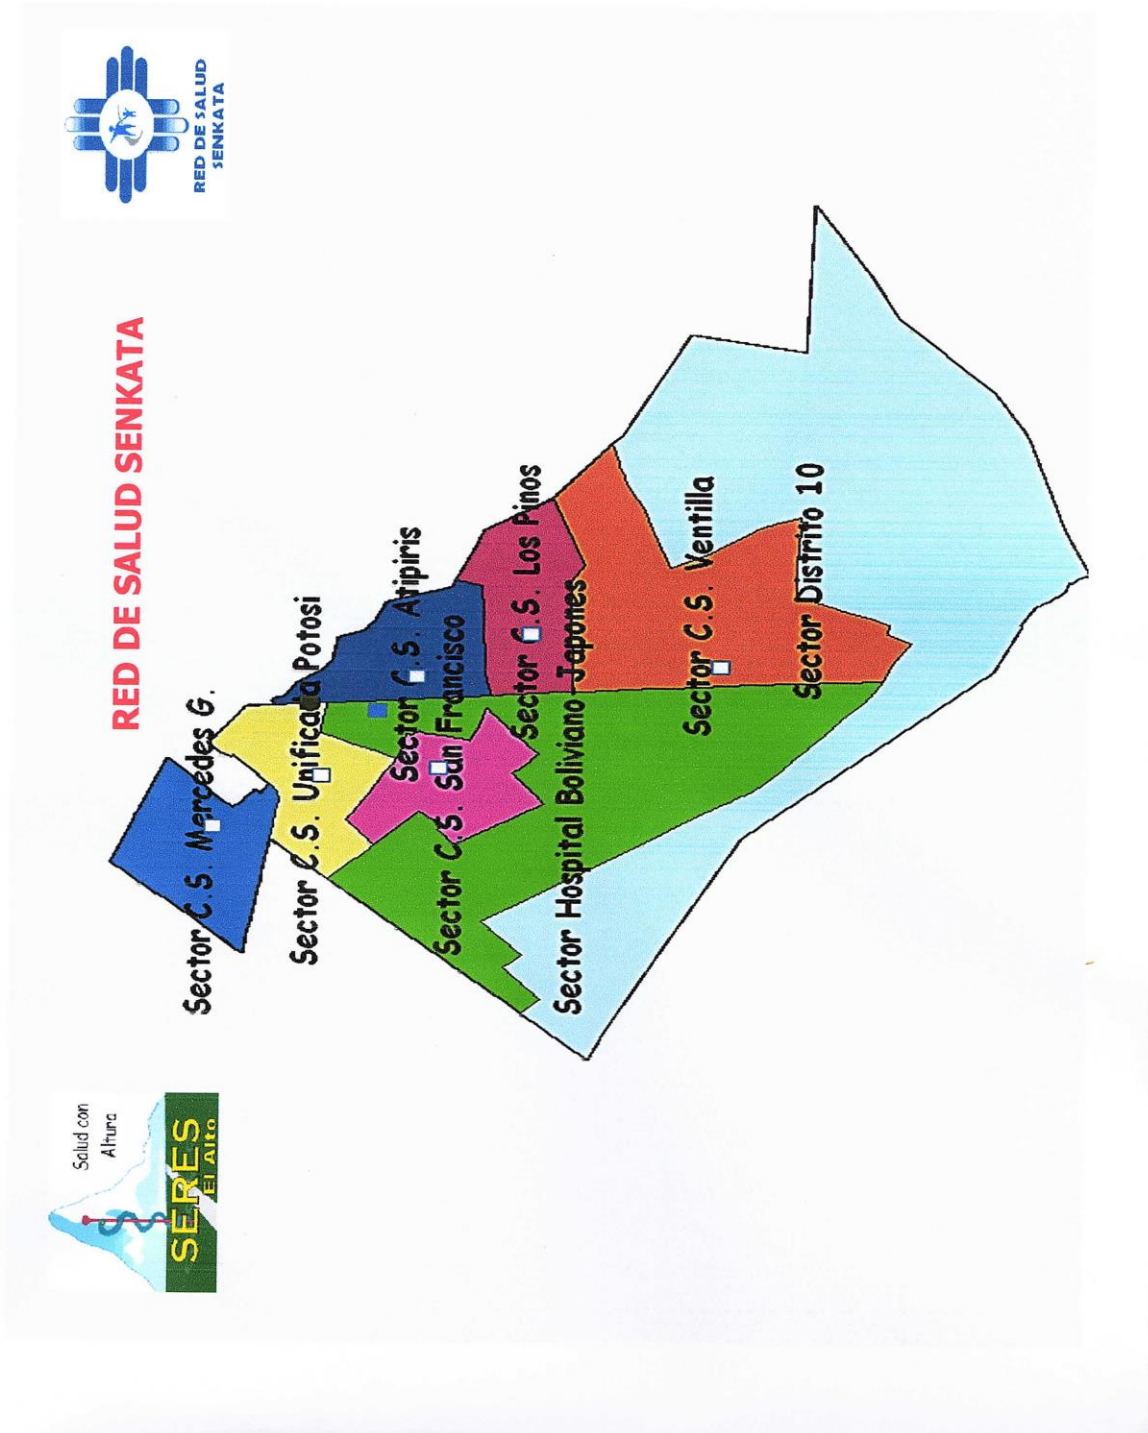 Salud con
Altura
SERES
El Alto
RED DE SALUD SENKATA
RED DE SALUD
SENKATA
Sector C.S. Mercedes G.
Sector C.S. Unificada Potosi
Sector C.S. Atipiris
Sector C.S. San Francisco
Sector C.S. Los Pinos
Sector Hospital Boliviano Japones
Sector C.S. Ventilla
Sector Distrito 10